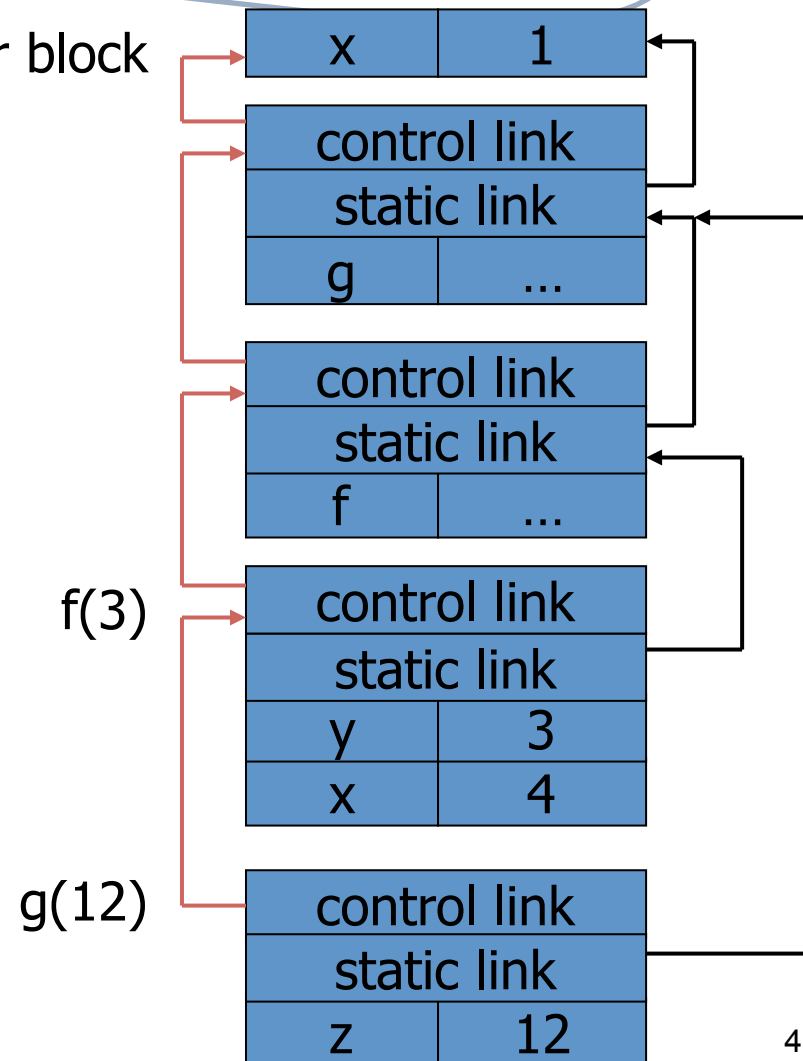 r block
x 1
control link
static link
g ...
control link
static link
f ...
f(3)
control link
static link
y 3
x 4
g(12)
control link
static link
z 12
4